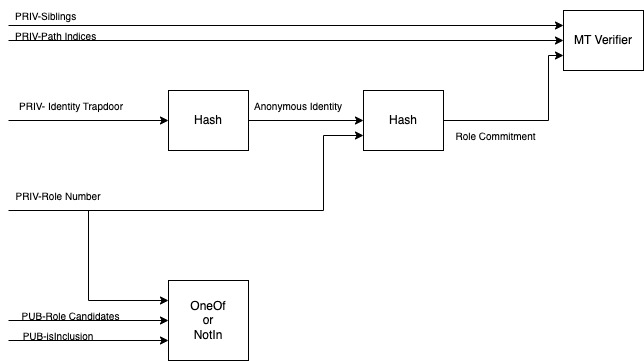 PRIV-Siblings
PRIV-Path Indices
MT Verifier
PRIV- Identity Trapdoor
Hash
Anonymous Identity
Hash
Role Commitment
PRIV-Role Number
PUB-Role Candidates
PUB-isInclusion
OneOf
or
NotIn